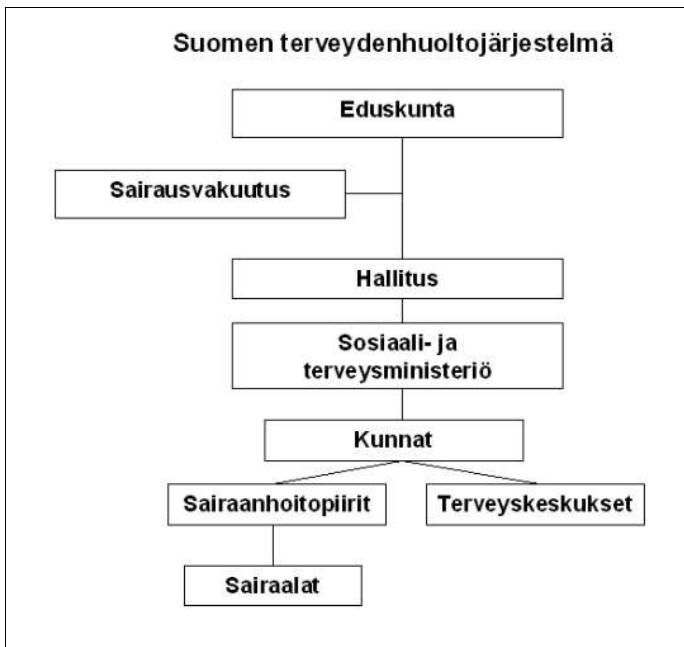 Suomen terveydenhuoltojärjestelmä
Eduskunta
Sairausvakuutus
Hallitus
Sosiaali- ja
terveysministeriö
Kunnat
Sairaanhoitopiirit
Terveyskeskukset
Sairaalat